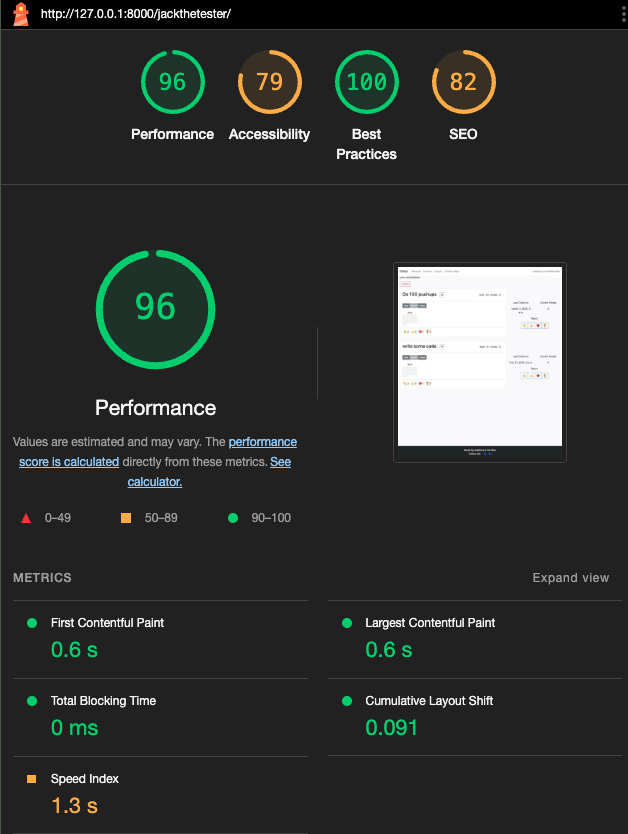 http://127.0.0.1:8000/jackthetester/
96
79
100
82
Performance
Accessibility
Best
Practices
SEO
96
Performance
Values are estimated and may vary. The performance
score is calculated directly from these metrics. See
calculator.
0–49
50–89
90–100
Do 100 pushups
write some code
METRICS
Expand view
First Contentful Paint
0.6 s
Largest Contentful Paint
0.6 s
Total Blocking Time
0 ms
Cumulative Layout Shift
0.091
Speed Index
1.3 s